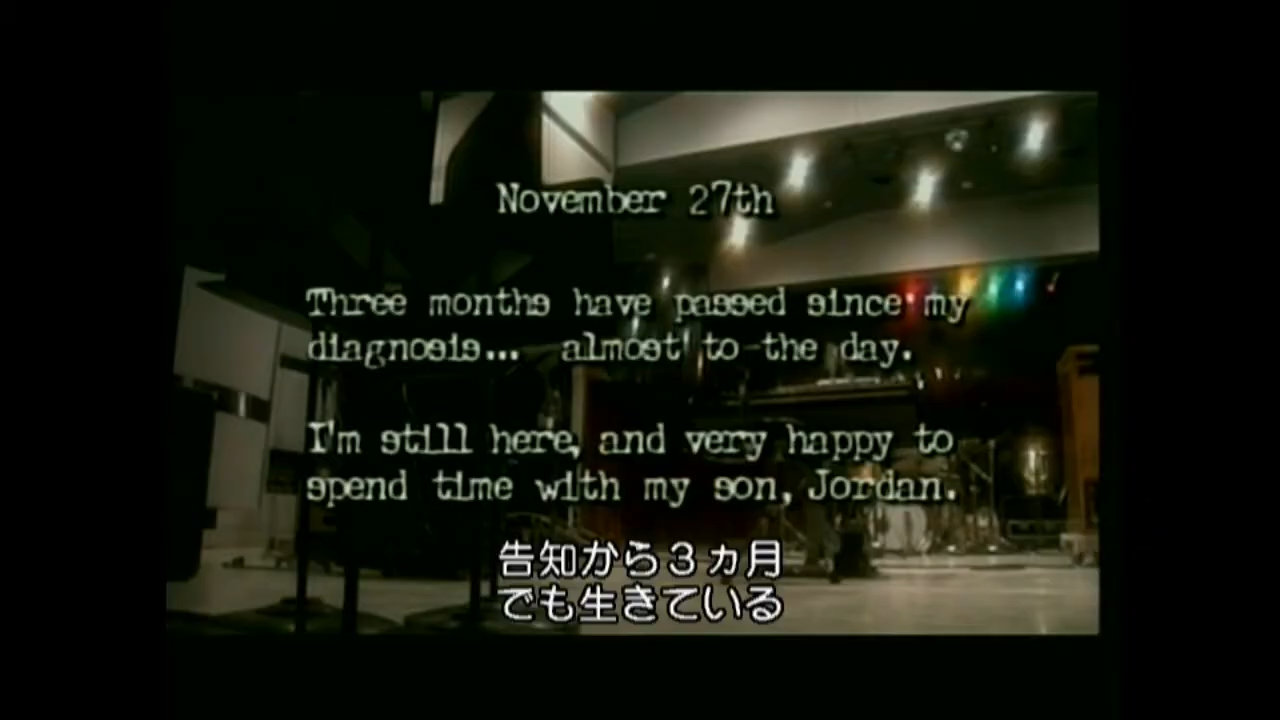 November 27th
Three months have passed since my
diagnosis... almost to the day.
I'm still here, and very happy to
spend time with my son, Jordan.
告知から３ヵ月
でも生きている